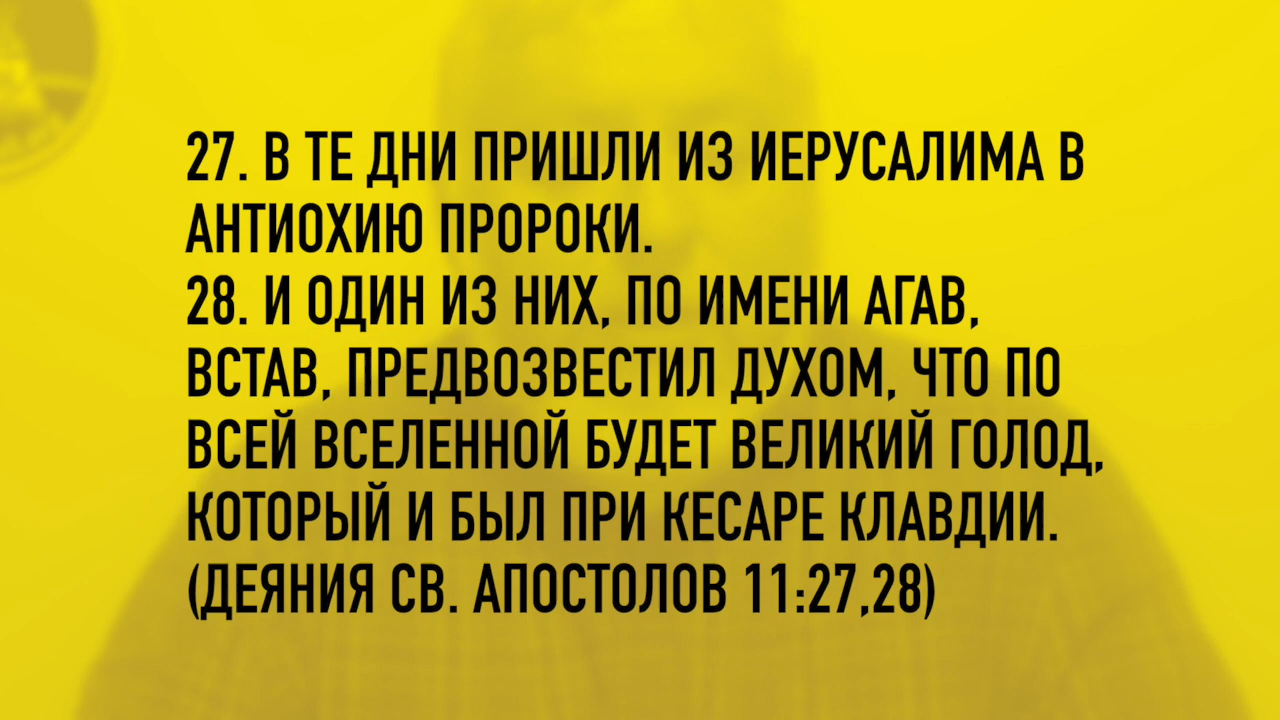 27. В ТЕ ДНИ ПРИШЛИ ИЗ ИЕРУСАЛИМА В
АНТИОХИЮ ПРОРОКИ.
28. И ОДИН ИЗ НИХ, ПО ИМЕНИ АГАВ,
ВСТАВ, ПРЕДВОЗВЕСТИЛ ДУХОМ, ЧТО ПО
ВСЕЙ ВСЕЛЕННОЙ БУДЕТ ВЕЛИКИЙ ГОЛОД,
КОТОРЫЙ И БЫЛ ПРИ КЕСАРЕ КЛАВДИИ.
(ДЕЯНИЯ СВ. АПОСТОЛОВ 11:27,28)